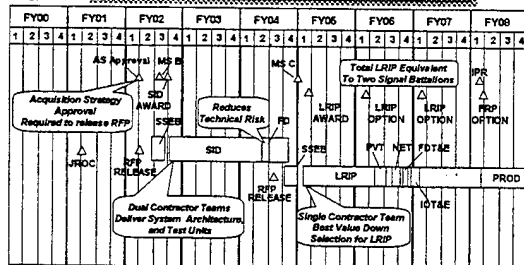 FY00 FY01 FY02 FY03 FY04 FY05 FY06 FY07 FY08
1 2 3 4 1 2 3 4 1 2 3 4 1 2 3 4 1 2 3 4 1 2 3 4 1 2 3 4 1 2 3 4 1 2
AS Approval
MS B
MS C
Total LRIP Equivalent
To Two Signal Battalions
IPR
SID
AWARD
Acquisition Strategy
Approval
Required to release RFP
Reduces
Technical Risk
LRIP
AWARD
LRIP
OPTION
LRIP
OPTION
FRP
OPTION
SSEB
FD
JROC
RFP
RELEASE
SID
SSEB
PVT
NET
FDT&E
RFP
RELEASE
LRIP
PROD
IOT&E
Dual Contractor Teams
Deliver System Architecture,
and Test Units
Single Contractor Team
Best Value Down
Selection for LRIP